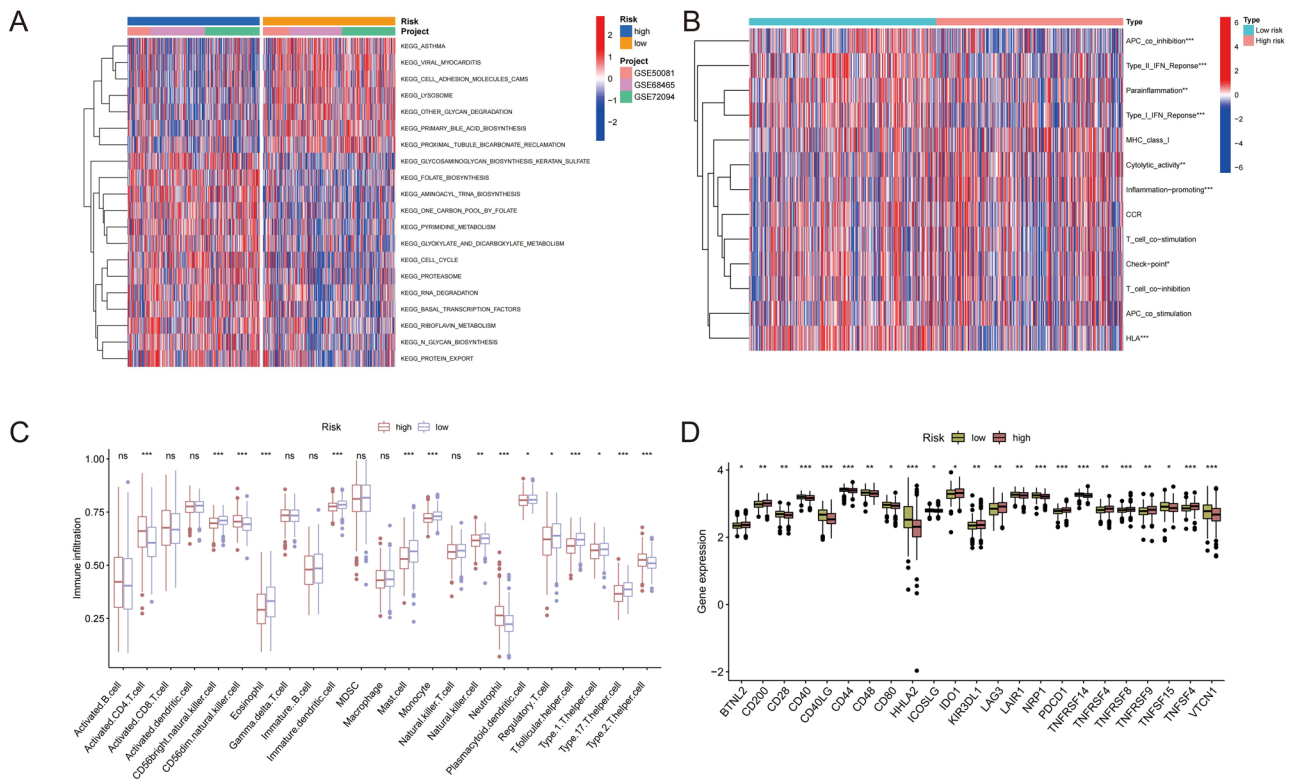 A
Risk
Project
KEGG_ASTHMA
KEGG_VIRAL_MYOCARDITIS
KEGG_CELL_ADHESION_MOLECULES_CAMS
KEGG_LYSOSOME
KEGG_OTHER_GLYCAN_DEGRADATION
KEGG_PRIMARY_BILE_ACID_BIOSYNTHESIS
KEGG_PROXIMAL_TUBULE_BICARBONATE_RECLAMATION
KEGG_GLYCOSAMINOGLYCAN_BIOSYNTHESIS_KERATAN_SULFATE
KEGG_FOLATE_BIOSYNTHESIS
KEGG_AMINOACYL_TRNA_BIOSYNTHESIS
KEGG_ONE_CARBON_POOL_BY_FOLATE
KEGG_PYRIMIDINE_METABOLISM
KEGG_GLYOXYLATE_AND_DICARBOXYLATE_METABOLISM
KEGG_CELL_CYCLE
KEGG_PROTEASOME
KEGG_RNA_DEGRADATION
KEGG_BASAL_TRANSCRIPTION_FACTORS
KEGG_RIBOFLAVIN_METABOLISM
KEGG_N_GLYCAN_BIOSYNTHESIS
KEGG_PROTEIN_EXPORT
2
1
0
−1
−2
Risk
high
low
Project
GSE50081
GSE68465
GSE72094
B
Type
APC_co_inhibition***
Type_II_IFN_Reponse***
Parainflammation**
Type_I_IFN_Reponse***
MHC_class_I
Cytolytic_activity**
Inflammation−promoting***
CCR
T_cell_co−stimulation
Check−point*
T_cell_co−inhibition
APC_co_stimulation
HLA***
6
4
2
0
−2
−4
−6
Type
Low risk
High risk
C
Risk high low
ns *** ns ns *** *** *** ns ns *** ns ns *** *** ns ** *** * * *** * *** ***
Immune infiltration
1.00
0.75
0.50
0.25
Activated.B.cell
Activated.CD4.T.cell
Activated.CD8.T.cell
Activated.dendritic.cell
CD56bright.natural.killer.cell
CD56dim.natural.killer.cell
Eosinophil
Gamma.delta.T.cell
Immature..B.cell
Immature.dendritic.cell
MDSC
Macrophage
Mast.cell
Monocyte
Natural.killer.T.cell
Natural.killer.cell
Neutrophil
Plasmacytoid.dendritic.cell
Regulatory.T.cell
T.follicular.helper.cell
Type.1.T.helper.cell
Type.17.T.helper.cell
Type.2.T.helper.cell
D
Risk low high
* ** ** *** *** *** ** * *** * * ** ** ** *** *** *** ** *** ** * *** ***
Gene expression
4
2
0
−2
BTNL2
CD200
CD28
CD40
CD40LG
CD44
CD48
CD80
HHLA2
ICOSLG
IDO1
KIR3DL1
LAG3
LAIR1
NRP1
PDCD1
TNFRSF14
TNFRSF4
TNFRSF8
TNFRSF9
TNFSF15
TNFSF4
VTCN1